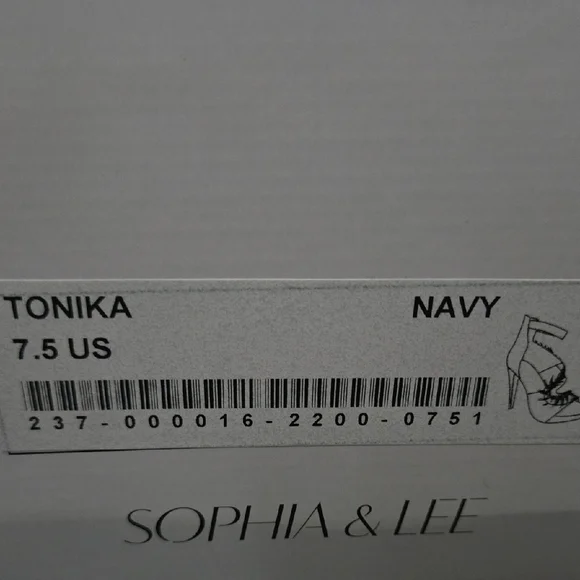 TONIKA NAVY
7.5 US
237-000016-2200-0751
SOPHIA & LEE